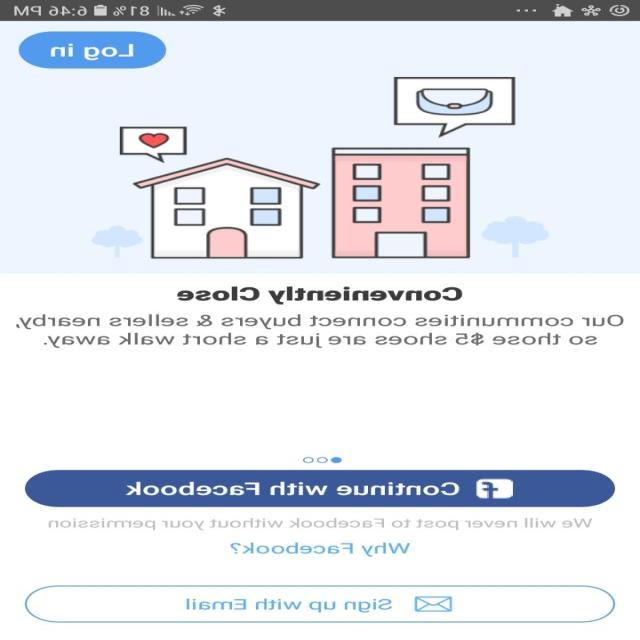 81% 6:46 PM
Log in
Conveniently Close
Our communities connect buyers & sellers nearby,
so those $5 shoes are just a short walk away.
Continue with Facebook
We will never post to Facebook without your permission
Why Facebook?
Sign up with Email